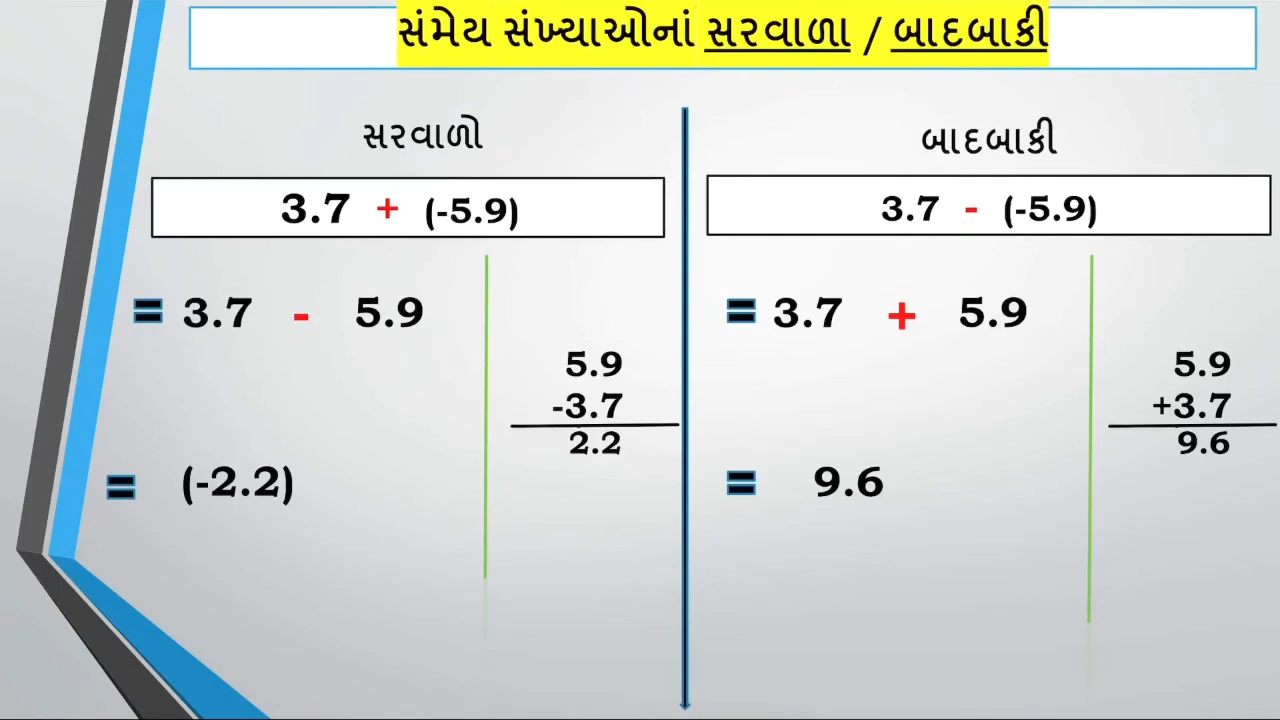 સંમેય સંખ્યાઓનાં સરવાળા / બાદબાકી
સરવાળો
3.7 + (-5.9)
= 3.7 - 5.9
5.9
-3.7
2.2
= (-2.2)
બાદબાકી
3.7 - (-5.9)
= 3.7 + 5.9
5.9
+3.7
9.6
= 9.6